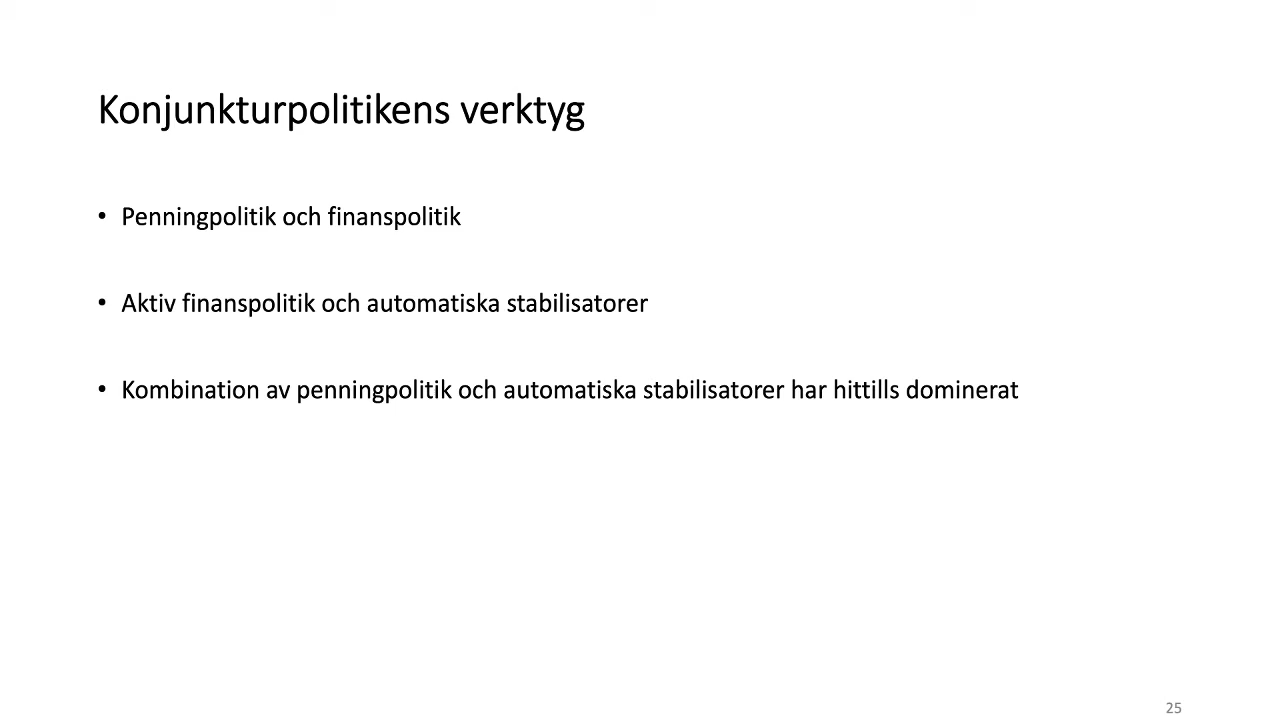 Konjunkturpolitikens verktyg
• Penningpolitik och finanspolitik
• Aktiv finanspolitik och automatiska stabilisatorer
• Kombination av penningpolitik och automatiska stabilisatorer har hittills dominerat
25